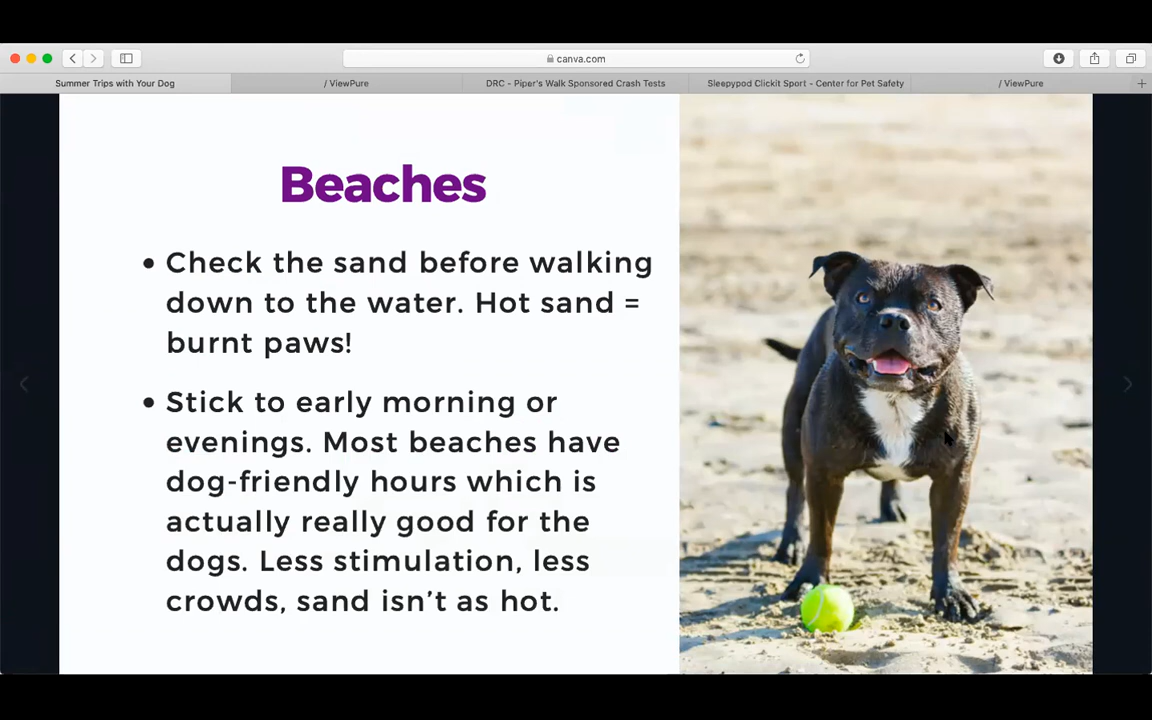 canva.com
Summer Trips with Your Dog
/ ViewPure
DRC - Piper's Walk Sponsored Crash Tests
Sleepypod Clickit Sport - Center for Pet Safety
/ ViewPure
Beaches
• Check the sand before walking
down to the water. Hot sand =
burnt paws!
• Stick to early morning or
evenings. Most beaches have
dog-friendly hours which is
actually really good for the
dogs. Less stimulation, less
crowds, sand isn’t as hot.